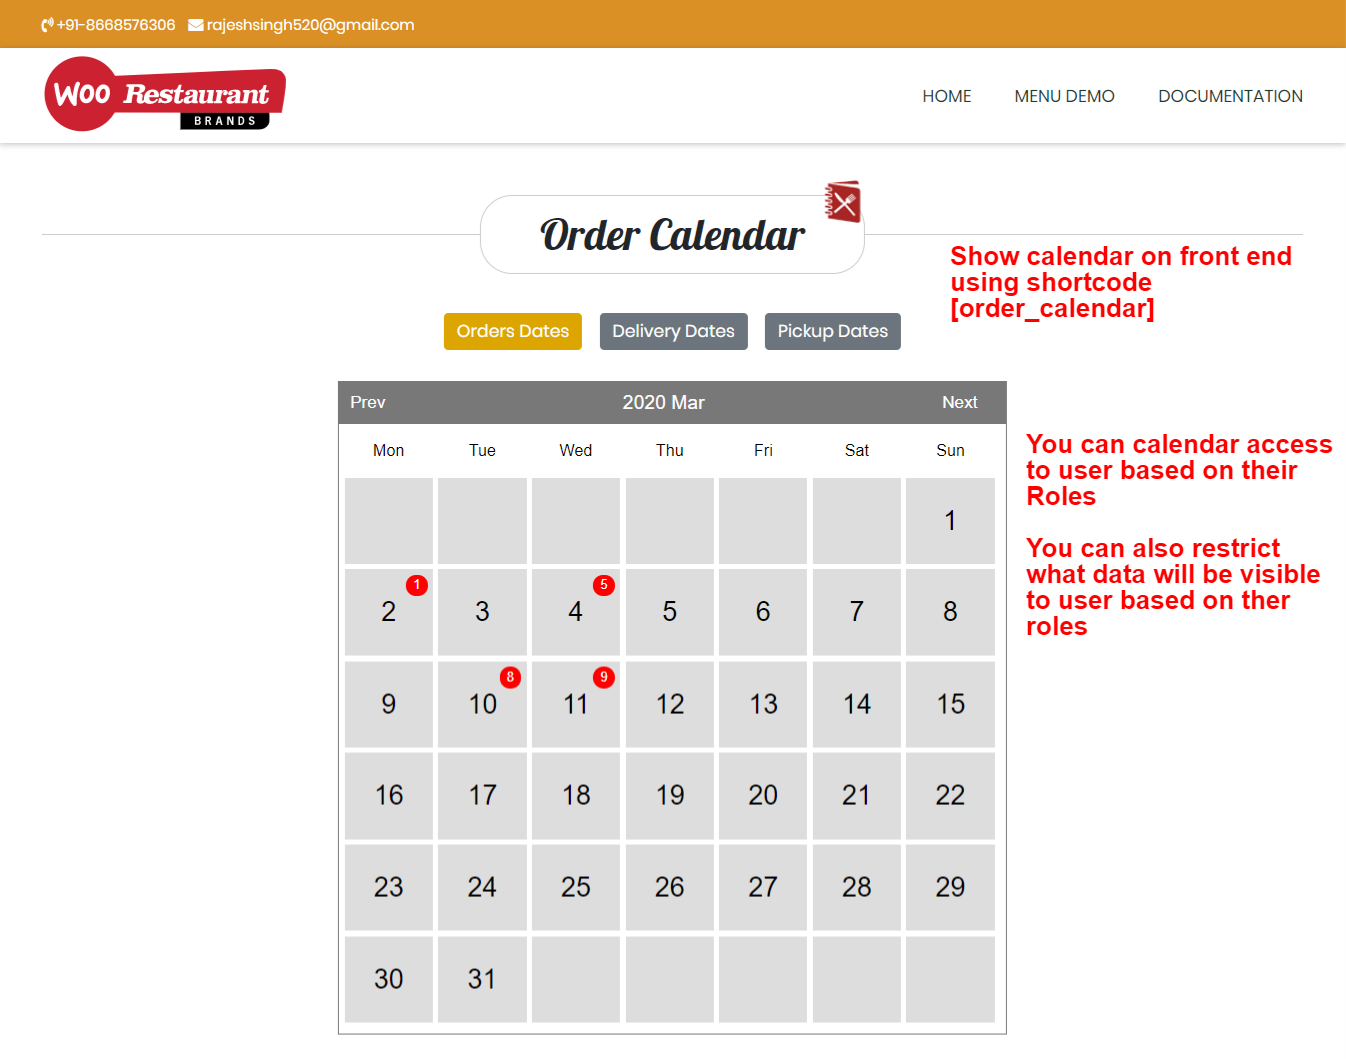 +91-8668576306 rajeshsingh520@gmail.com
WOO Restaurant
BRANDS
HOME MENU DEMO DOCUMENTATION
Order Calendar
Show calendar on front end
using shortcode
[order_calendar]
Orders Dates Delivery Dates Pickup Dates
Prev 2020 Mar Next
Mon Tue Wed Thu Fri Sat Sun
You can calendar access
to user based on their
Roles
You can also restrict
what data will be visible
to user based on ther
roles
1
1 5
2 3 4 5 6 7 8
8 9
9 10 11 12 13 14 15
16 17 18 19 20 21 22
23 24 25 26 27 28 29
30 31